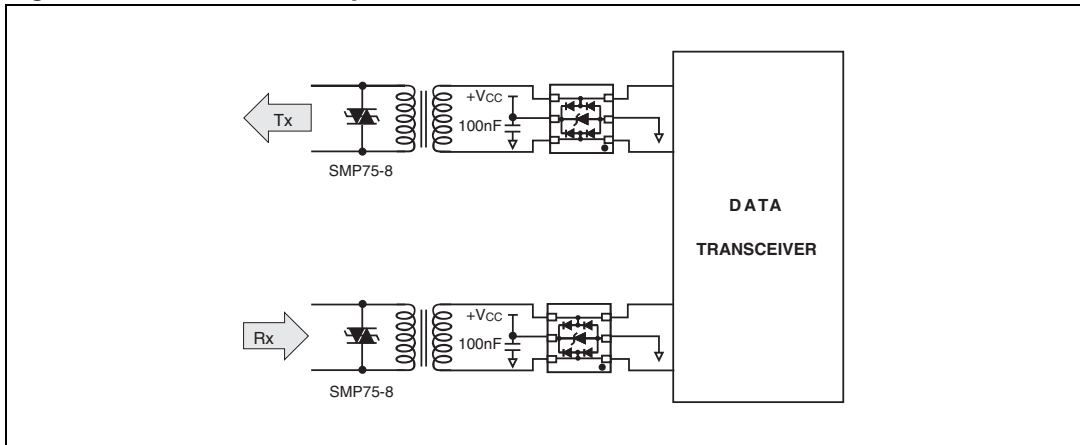 Tx
+VCC
100nF
SMP75-8
DATA
TRANSCEIVER
Rx
+VCC
100nF
SMP75-8